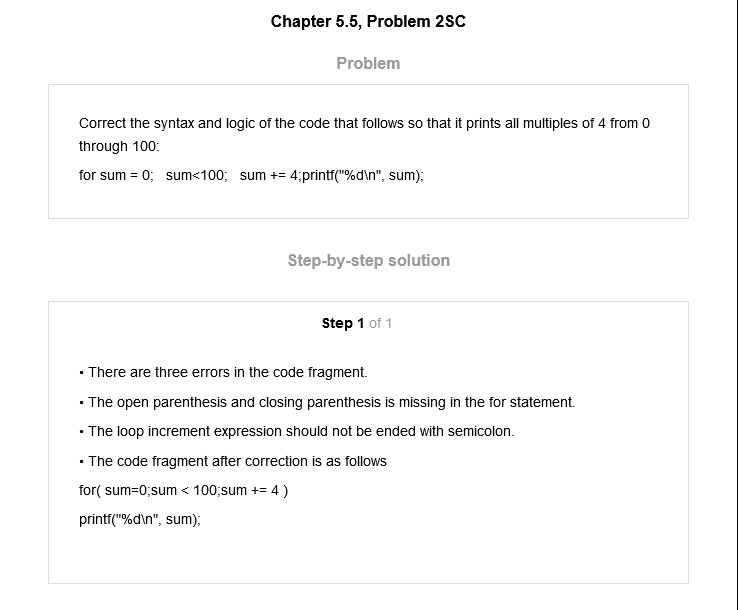 Chapter 5.5, Problem 2SC
Problem
Correct the syntax and logic of the code that follows so that it prints all multiples of 4 from 0
through 100:
for sum = 0; sum<100; sum += 4;printf("%d\n", sum);
Step-by-step solution
Step 1 of 1
• There are three errors in the code fragment.
• The open parenthesis and closing parenthesis is missing in the for statement.
• The loop increment expression should not be ended with semicolon.
• The code fragment after correction is as follows
for( sum=0;sum < 100;sum += 4 )
printf("%d\n", sum);